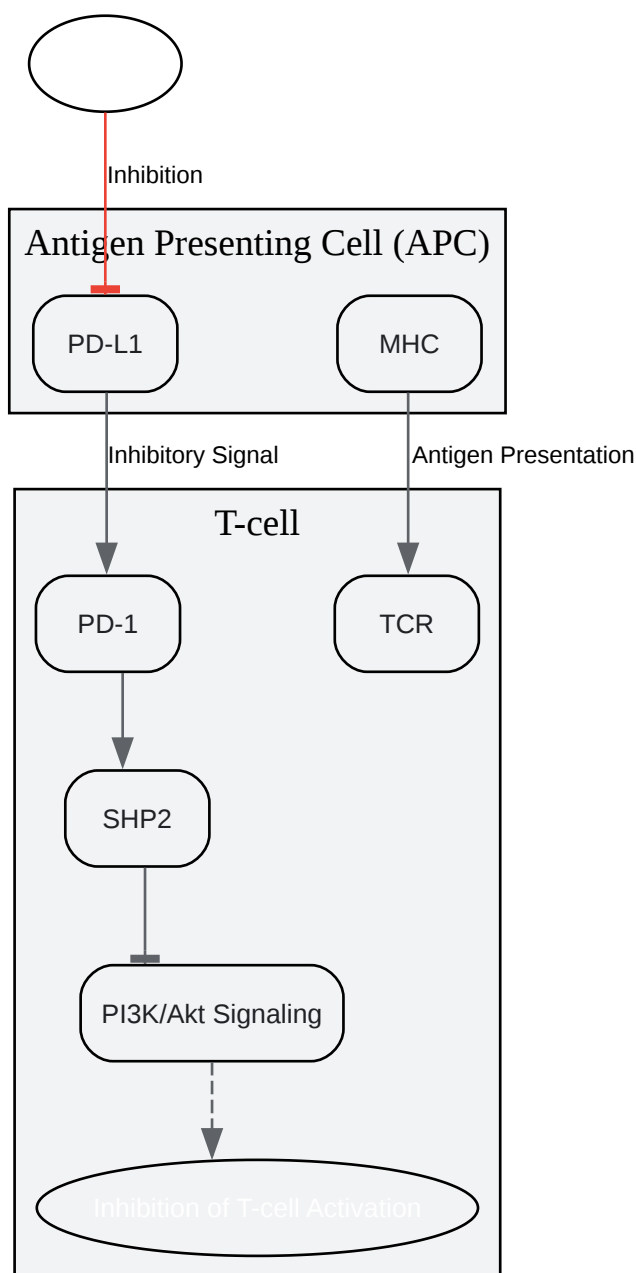 Inhibition
Antigen Presenting Cell (APC)
PD-L1
MHC
Inhibitory Signal
Antigen Presentation
T-cell
PD-1
TCR
SHP2
PI3K/Akt Signaling
Inhibition of T-cell Activation